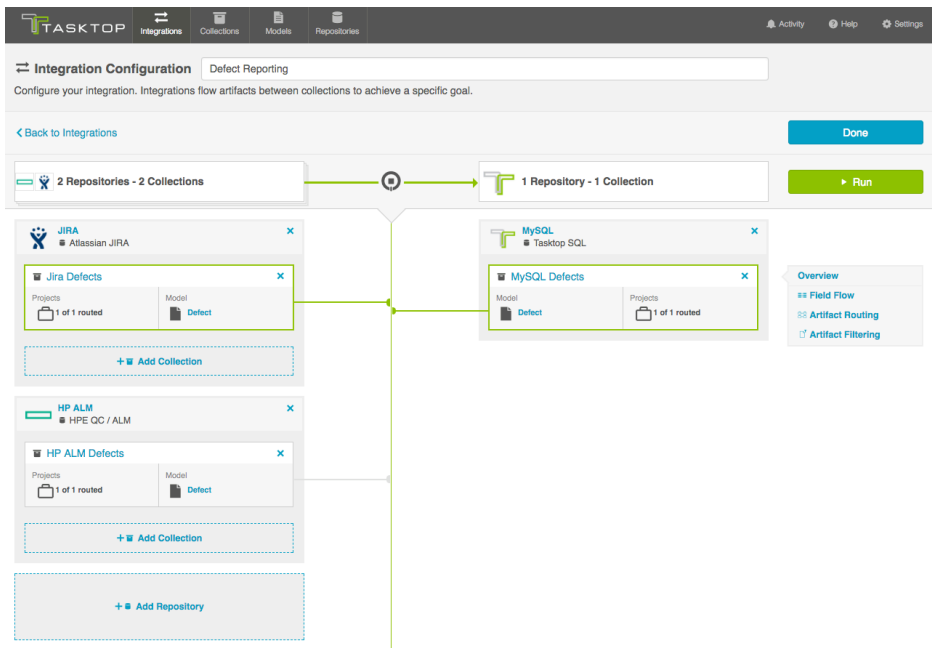 TASKTOP
Integrations
Collections
Models
Repositories
Activity
Help
Settings
Integration Configuration
Defect Reporting
Configure your integration. Integrations flow artifacts between collections to achieve a specific goal.
Back to Integrations
Done
2 Repositories - 2 Collections
1 Repository - 1 Collection
Run
JIRA
Atlassian JIRA
Jira Defects
Projects
Model
1 of 1 routed
Defect
+ Add Collection
MySQL
Tasktop SQL
MySQL Defects
Model
Projects
Defect
1 of 1 routed
Overview
Field Flow
Artifact Routing
Artifact Filtering
HP ALM
HPE QC / ALM
HP ALM Defects
Projects
Model
1 of 1 routed
Defect
+ Add Collection
+ Add Repository